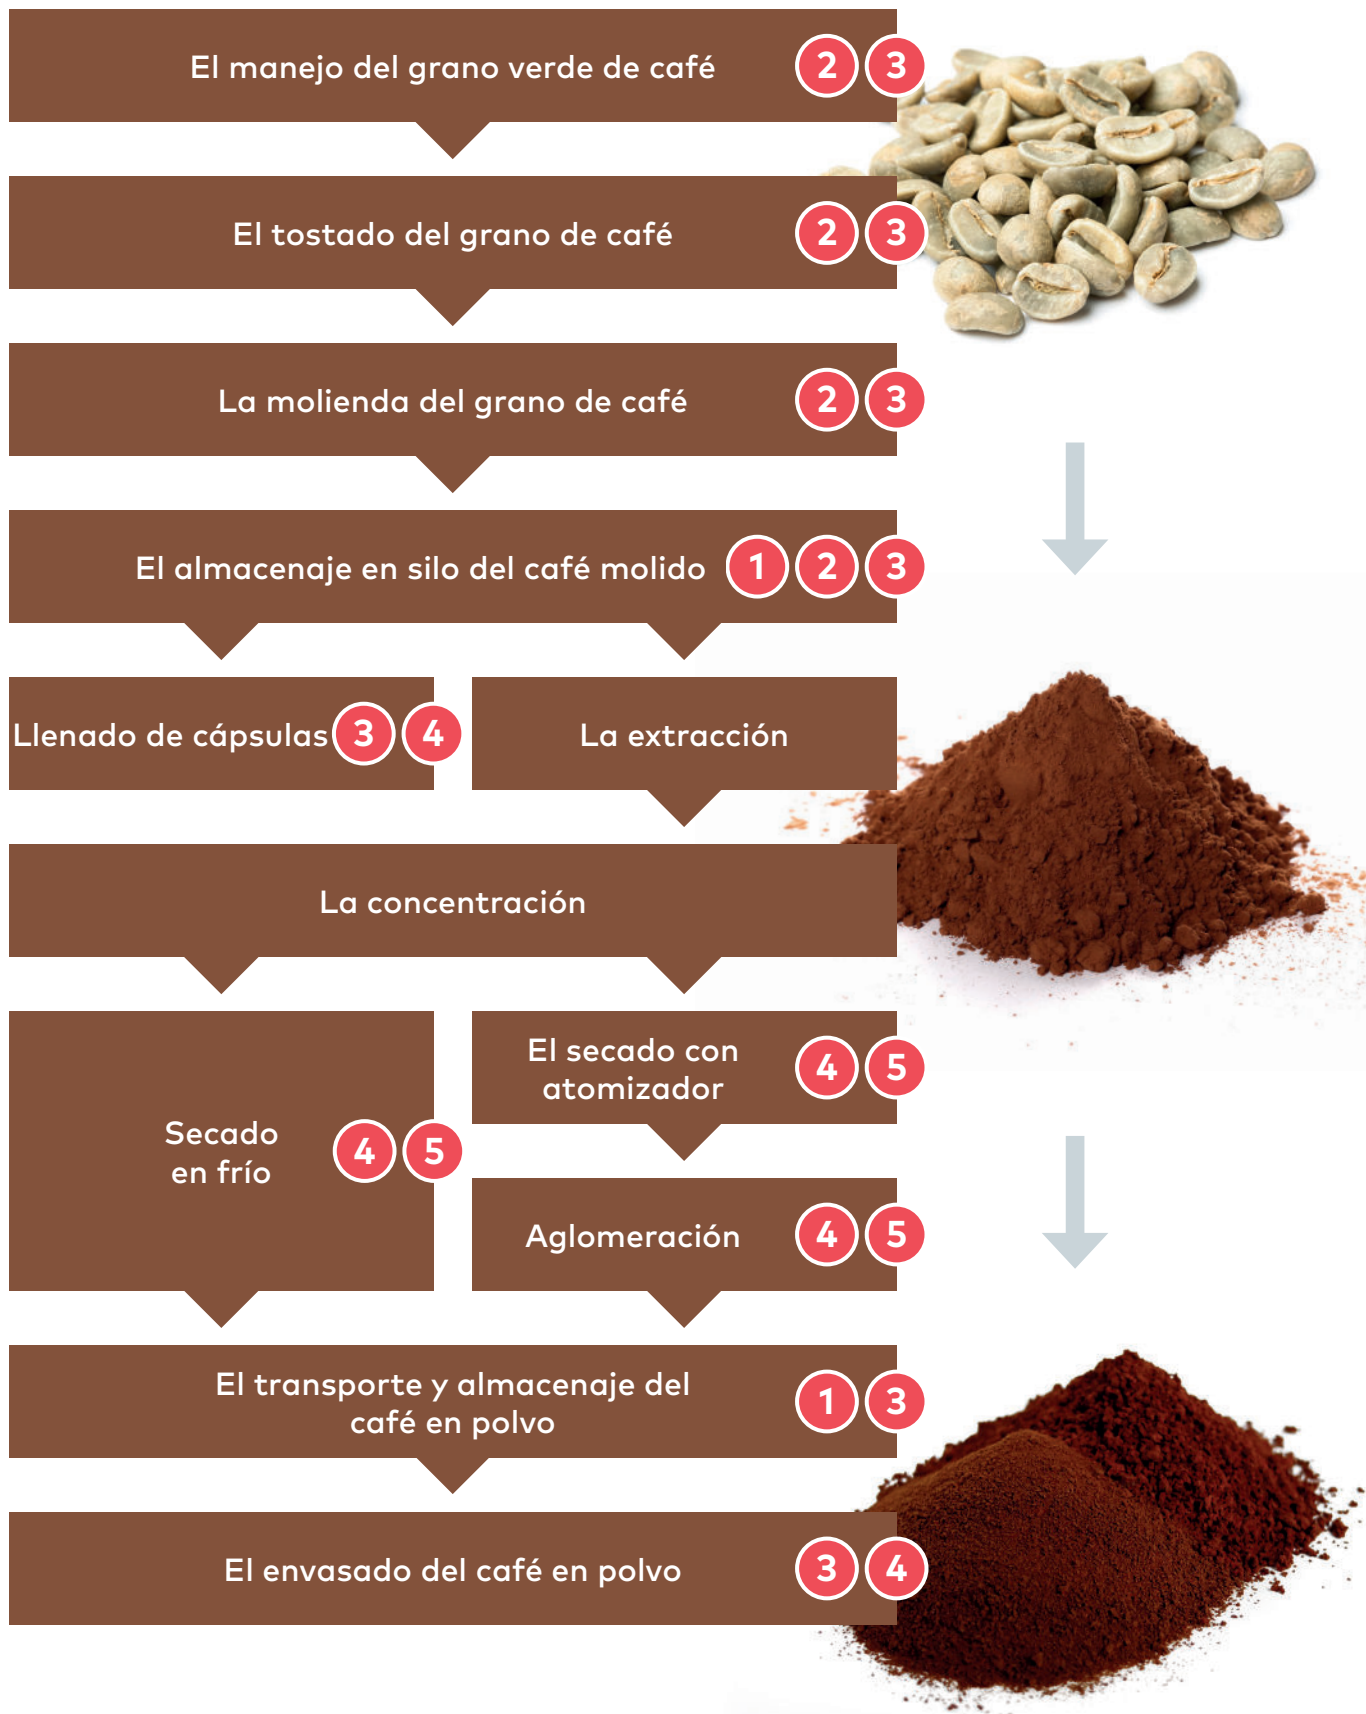 El manejo del grano verde de café 2 3
El tostado del grano de café 2 3
La molienda del grano de café 2 3
El almacenaje en silo del café molido 1 2 3
Llenado de cápsulas 3 4
La extracción
La concentración
Secado
en frío
4 5
El secado con
atomizador
4 5
Aglomeración 4 5
El transporte y almacenaje del
café en polvo
1 3
El envasado del café en polvo 3 4